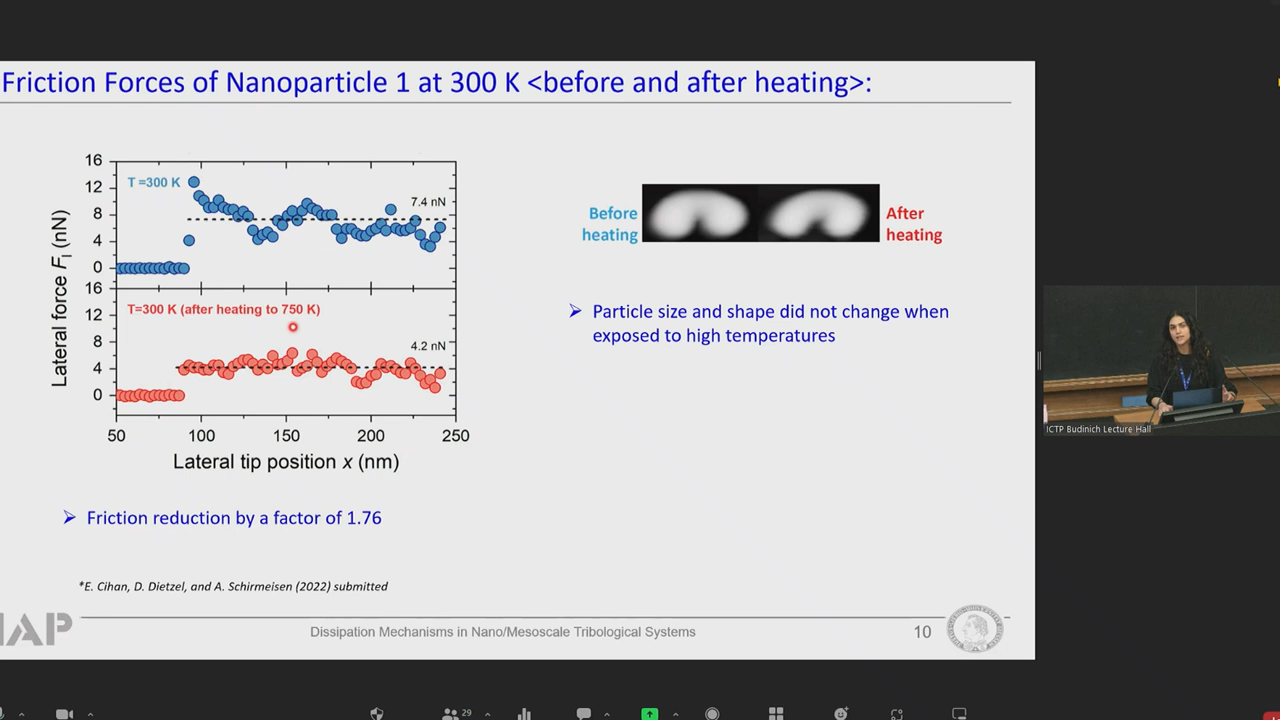 Friction Forces of Nanoparticle 1 at 300 K <before and after heating>:
16
12
8
4
0
T =300 K
7.4 nN
16
12
8
4
0
T=300 K (after heating to 750 K)
4.2 nN
Lateral force Fl (nN)
50 100 150 200 250
Lateral tip position x (nm)
Before
heating
After
heating
➢ Particle size and shape did not change when
exposed to high temperatures
➢ Friction reduction by a factor of 1.76
*E. Cihan, D. Dietzel, and A. Schirmeisen (2022) submitted
IAP
Dissipation Mechanisms in Nano/Mesoscale Tribological Systems
10
ICTP Budinich Lecture Hall
29